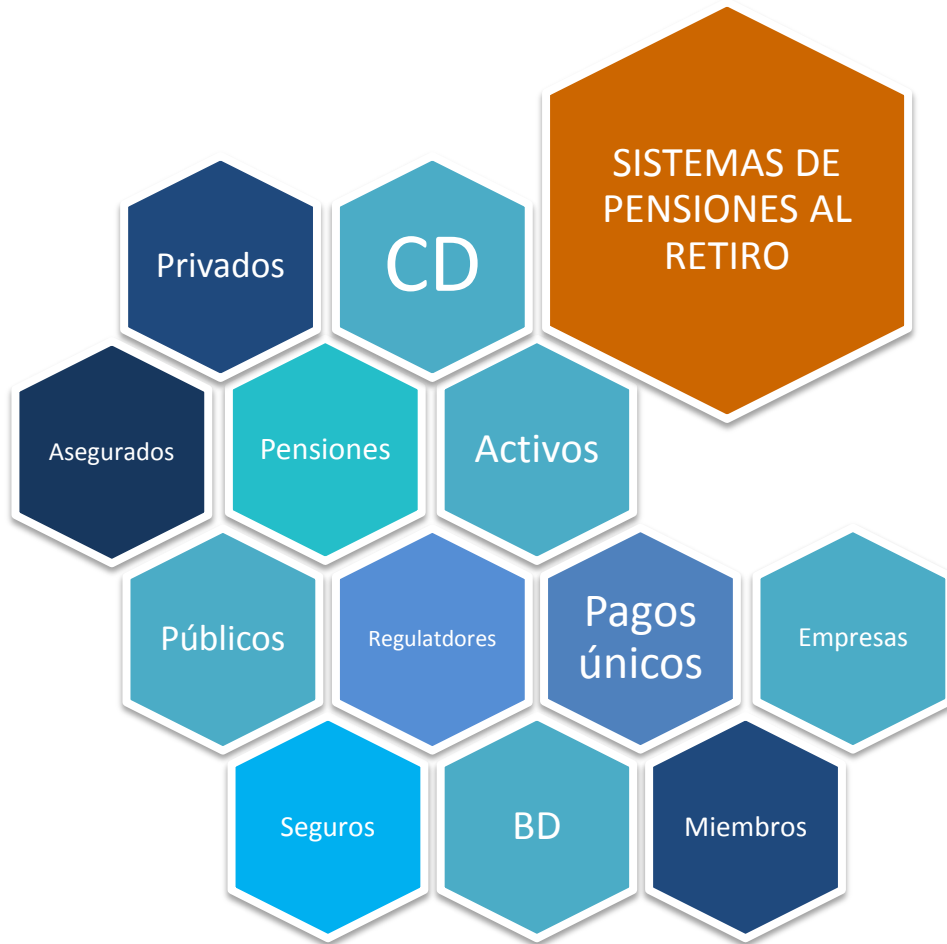 SISTEMAS DE
PENSIONES AL
RETIRO
Privados
CD
Asegurados
Pensiones
Activos
Públicos
Regulatdores
Pagos
únicos
Empresas
Seguros
BD
Miembros